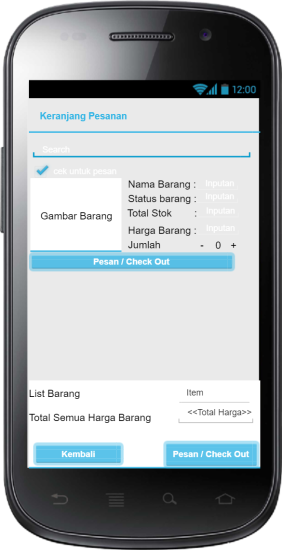 12:00
Keranjang Pesanan
Search
cek untuk pesan
Gambar Barang
Nama Barang : Inputan
Status barang : Inputan
Total Stok : Inputan
Harga Barang : Inputan
Jumlah - 0 +
Pesan / Check Out
List Barang Item
Total Semua Harga Barang <<Total Harga>>
Kembali Pesan / Check Out